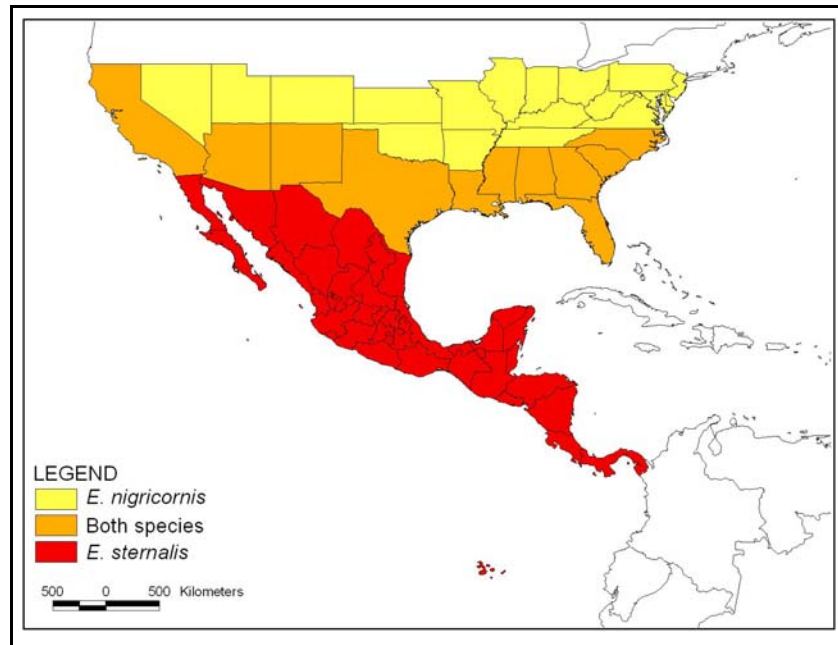 LEGEND
E. nigricornis
Both species
E. sternalis
500 0 500 Kilometers